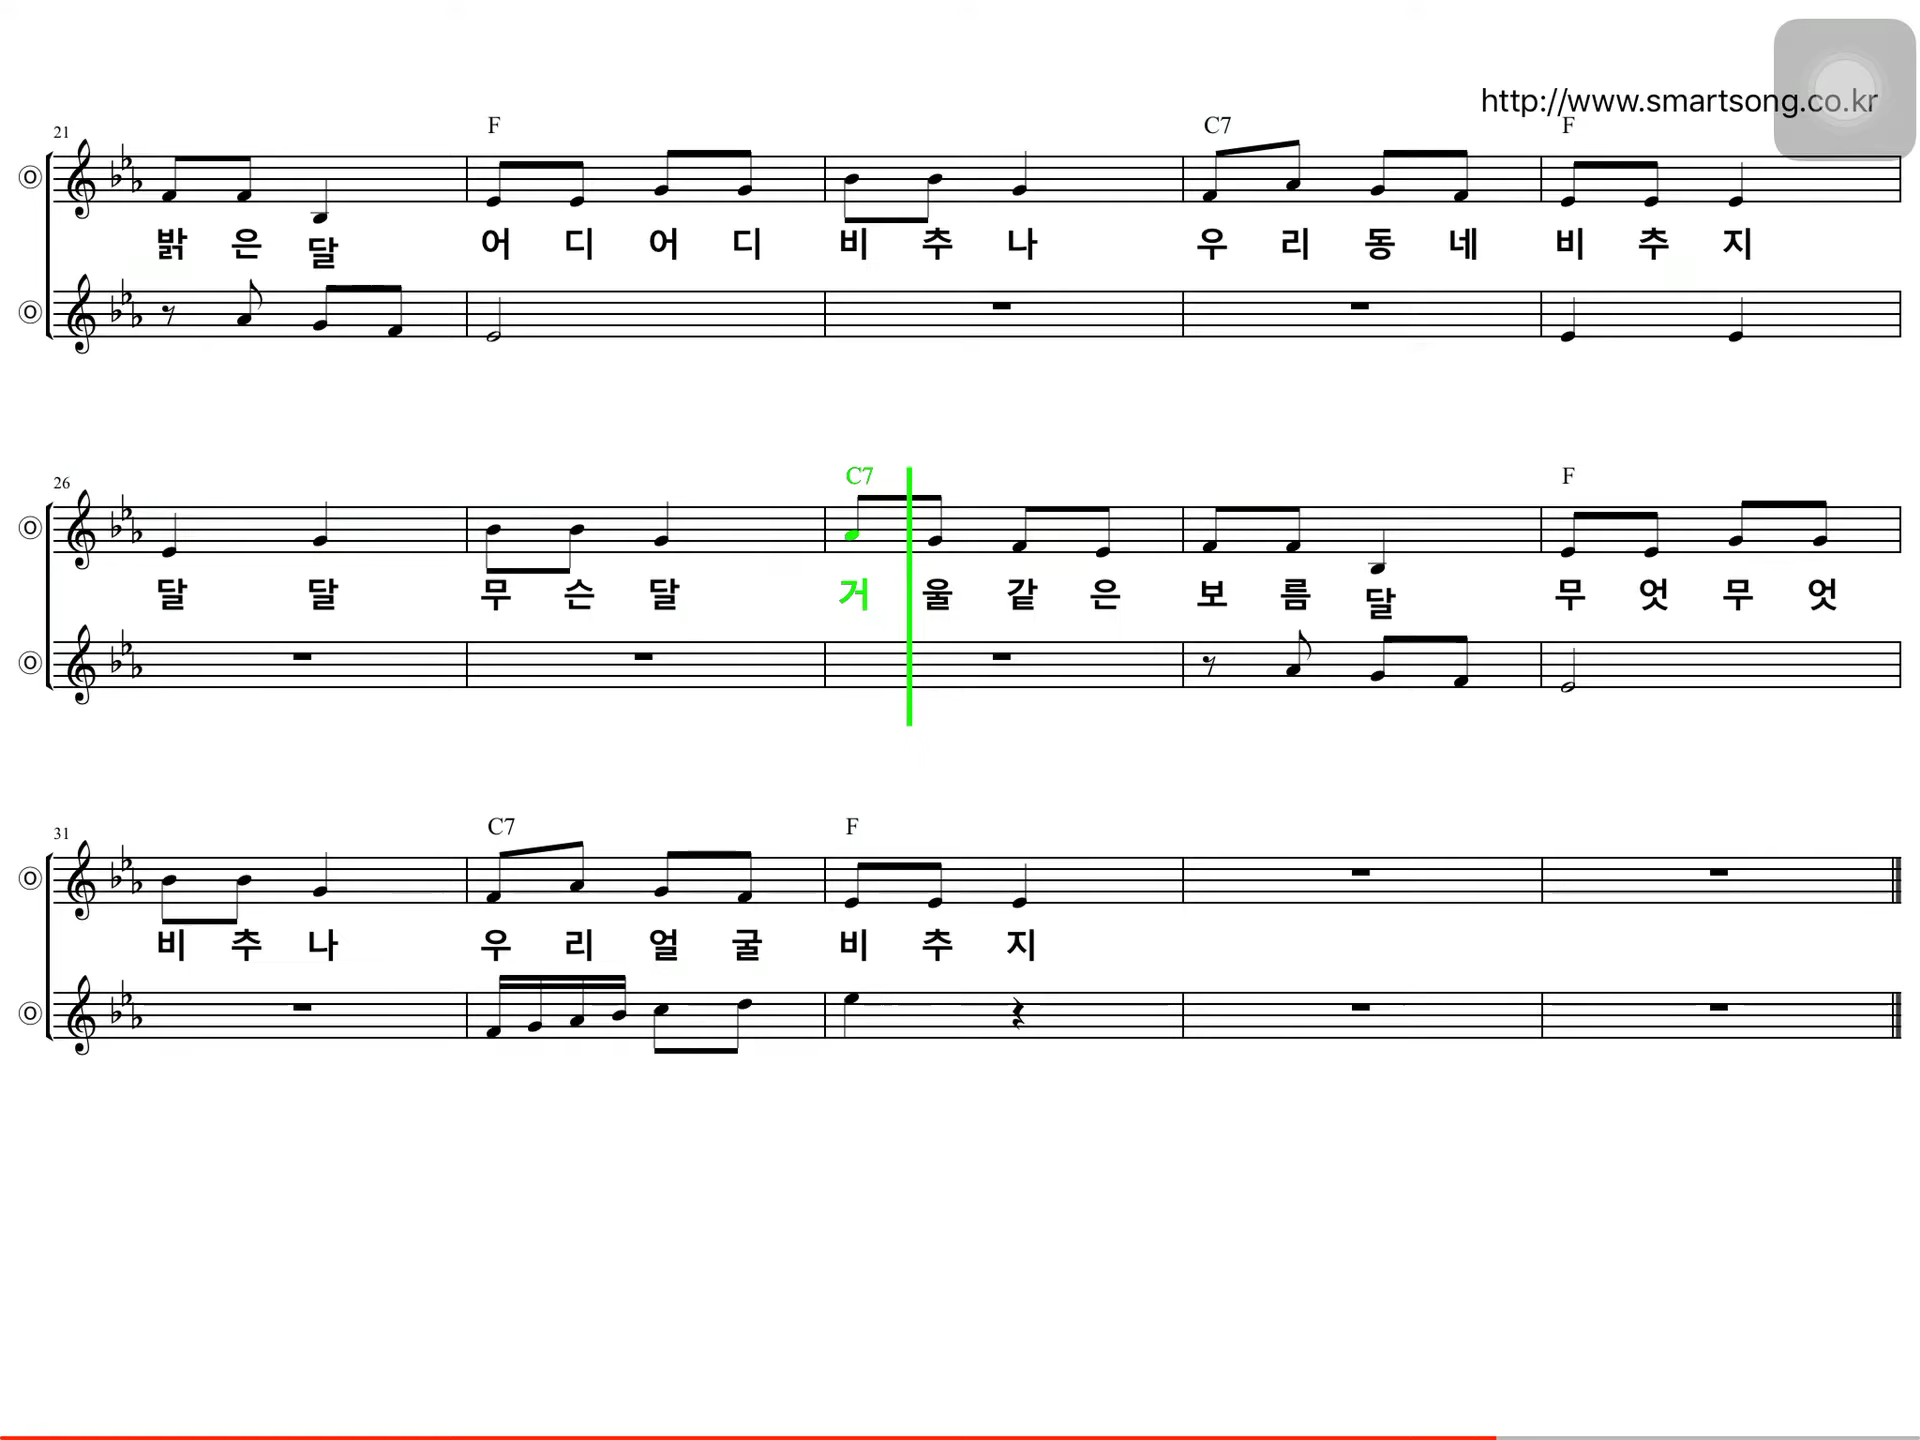 http://www.smartsong.co.kr
21 F C7 F
밝 은 달 어 디 어 디 비 추 나 우 리 동 네 비 추 지
26 C7 F
달 달 무 슨 달 거 울 같 은 보 름 달 무 엇 무 엇
31 C7 F
비 추 나 우 리 얼 굴 비 추 지